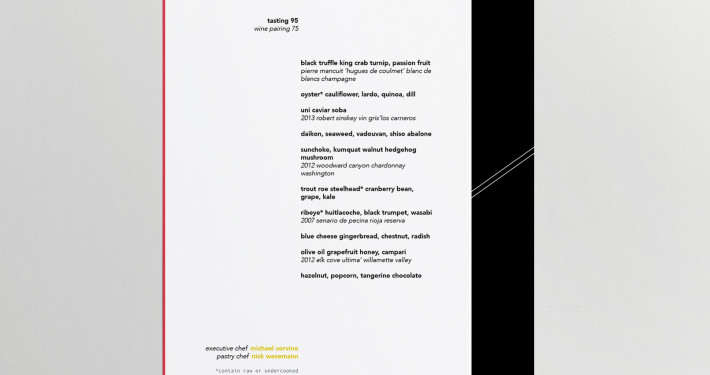 tasting 95
wine pairing 75
black truffle king crab turnip, passion fruit
pierre mancuit 'hugues de coulmet' blanc de
blancs champagne
oyster* cauliflower, lardo, quinoa, dill
uni caviar soba
2013 robert sinskey vin gris'los carneros
daikon, seaweed, vadouvan, shiso abalone
sunchoke, kumquat walnut hedgehog
mushroom
2012 woodward canyon chardonnay
washington
trout roe steelhead* cranberry bean,
grape, kale
ribeye* huitlacoche, black trumpet, wasabi
2007 senario de pecina rioja reserva
blue cheese gingerbread, chestnut, radish
olive oil grapefruit honey, campari
2012 elk cove ultima' willamette valley
hazelnut, popcorn, tangerine chocolate
executive chef michael corvino
pastry chef nick wesemann
*contain raw or undercooked